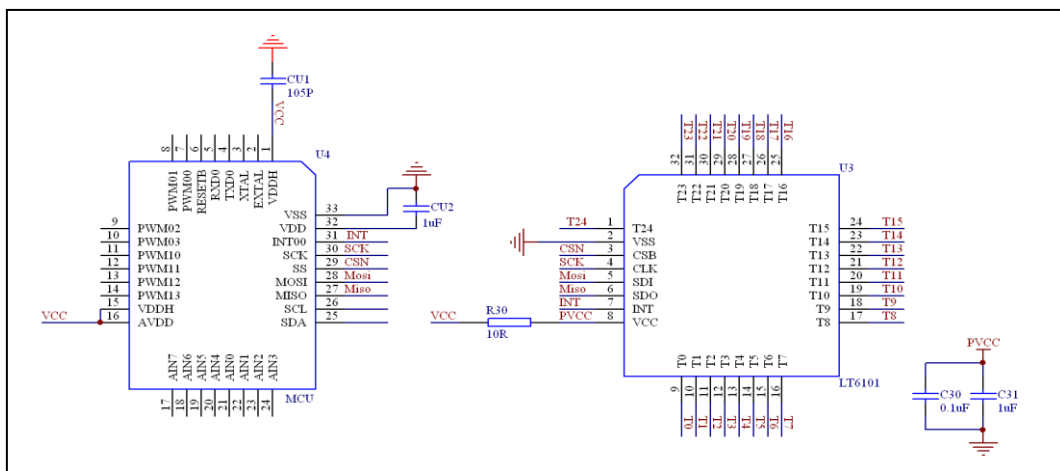 CU1
105P
VCC
8 7 6 5 4 3 2 1
PWM01 PWM00 RESETB RXD0 TXD0 XTAL EXTAL VDDH
U4
VSS 33
VDD 32
INT00 31 INT
SCK 30 SCK
SS 29 CSN
MOSI 28 Mosi
MISO 27 Miso
SCL 26
SDA 25
CU2
1uF
9 PWM02
10 PWM03
11 PWM10
12 PWM11
13 PWM12
14 PWM13
15 VDDH
VCC 16 AVDD
AIN7 AIN6 AIN5 AIN4 AIN0 AIN1 AIN2 AIN3
17 18 19 20 21 22 23 24
MCU
T23 T22 T21 T20 T19 T18 T17 T16
32 31 30 29 28 27 26 25
T23 T22 T21 T20 T19 T18 T17 T16
U3
T24 1 T24
2 VSS
CSN 3 CSB
SCK 4 CLK
Mosi 5 SDI
Miso 6 SDO
INT 7 INT
VCC R30 PVCC 8 VCC
10R
T15 24 T15
T14 23 T14
T13 22 T13
T12 21 T12
T11 20 T11
T10 19 T10
T9 18 T9
T8 17 T8
T0 T1 T2 T3 T4 T5 T6 T7
9 10 11 12 13 14 15 16
T0 T1 T2 T3 T4 T5 T6 T7
LT6101
PVCC
C30
0.1uF
C31
1uF